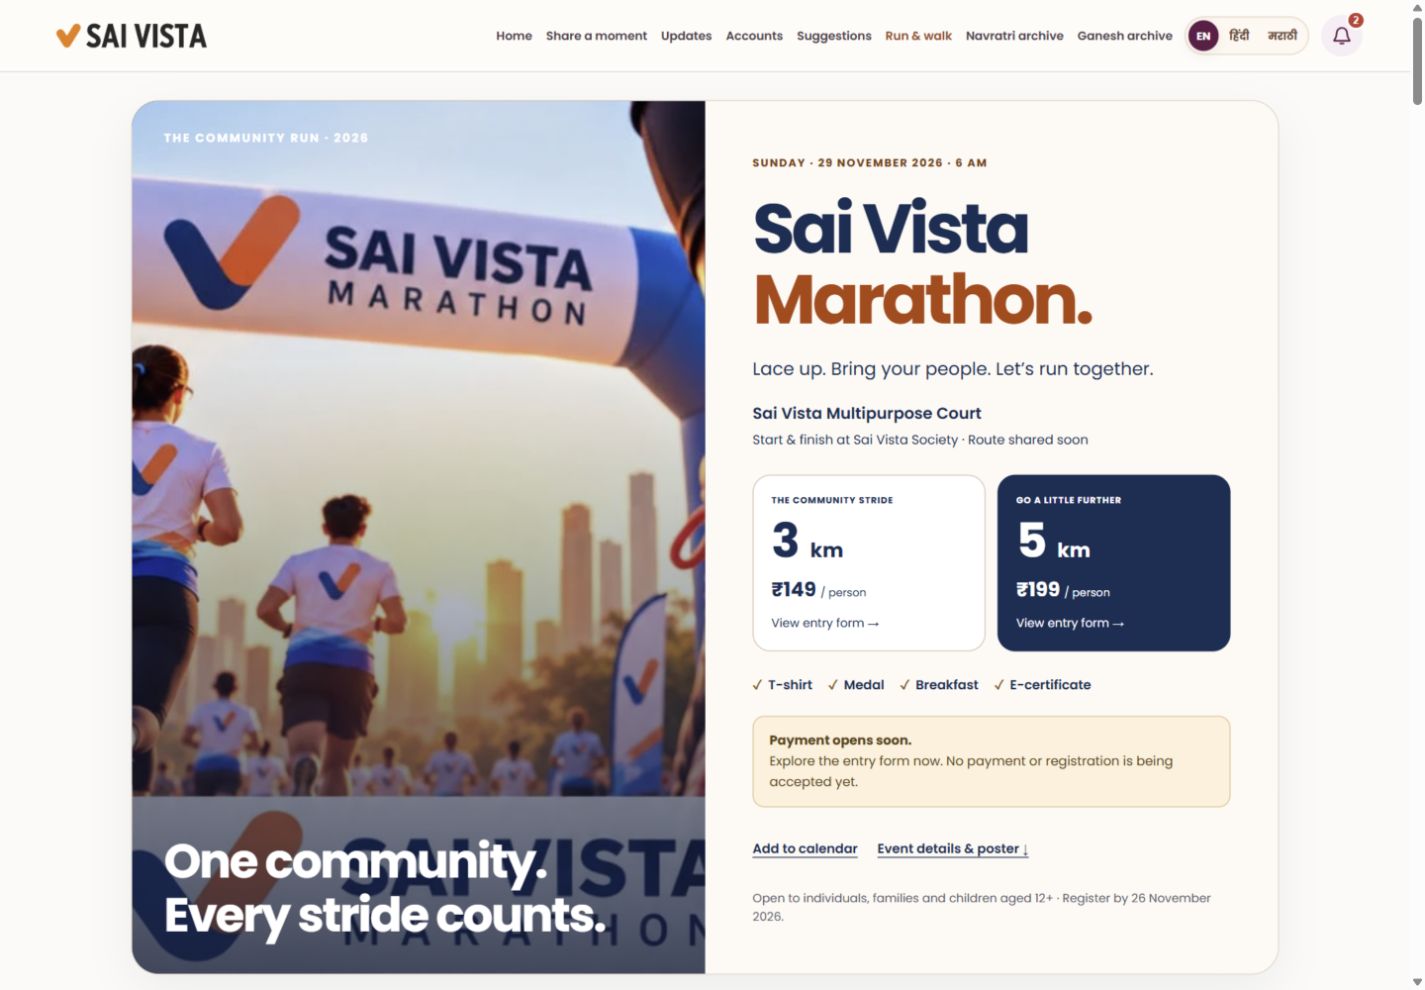 SAI VISTA
Home Share a moment Updates Accounts Suggestions Run & walk Navratri archive Ganesh archive EN हिंदी मराठी 2
THE COMMUNITY RUN · 2026
SAI VISTA
MARATHON
SAI VISTA
MARATHON
One community.
Every stride counts.
SUNDAY · 29 NOVEMBER 2026 · 6 AM
Sai Vista
Marathon.
Lace up. Bring your people. Let’s run together.
Sai Vista Multipurpose Court
Start & finish at Sai Vista Society · Route shared soon
THE COMMUNITY STRIDE
3 km
₹149 / person
View entry form →
GO A LITTLE FURTHER
5 km
₹199 / person
View entry form →
✓ T-shirt ✓ Medal ✓ Breakfast ✓ E-certificate
Payment opens soon.
Explore the entry form now. No payment or registration is being
accepted yet.
Add to calendar Event details & poster ↓
Open to individuals, families and children aged 12+ · Register by 26 November
2026.